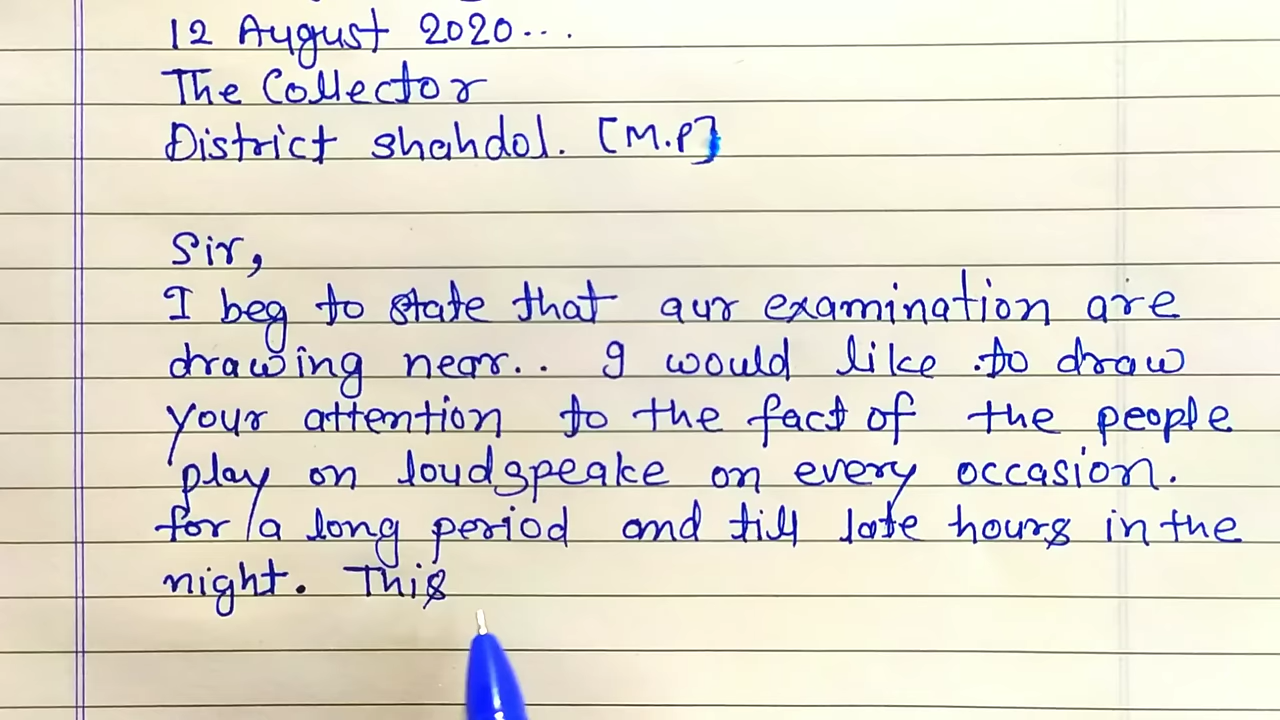 12 August 2020...
The Collector
District shahdol. [M.P]
Sir,
I beg to state that our examination are
drawing near.. I would like to draw
your attention to the fact of the people
play on loudspeake on every occasion.
for a long period and till late hours in the
night. This